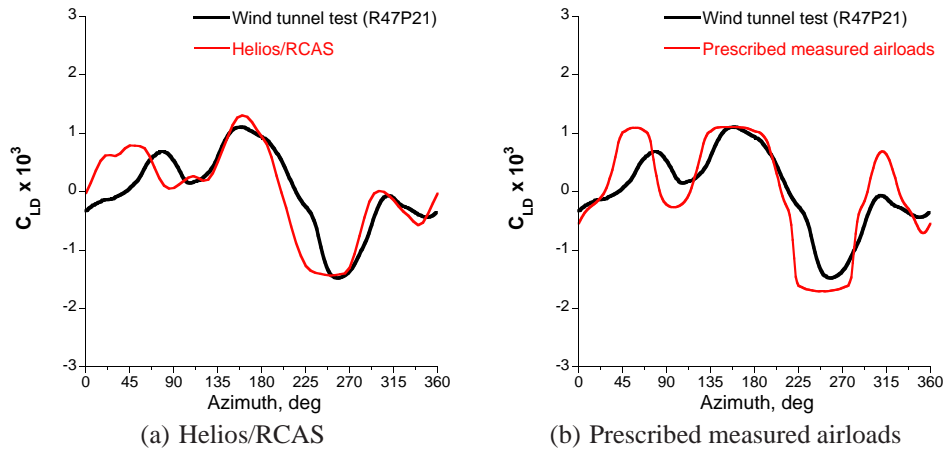 Wind tunnel test (R47P21)
Helios/RCAS
3
2
1
0
-1
-2
-3
C_LD x 10^3
0 45 90 135 180 225 270 315 360
Azimuth, deg
(a) Helios/RCAS
Wind tunnel test (R47P21)
Prescribed measured airloads
3
2
1
0
-1
-2
-3
C_LD x 10^3
0 45 90 135 180 225 270 315 360
Azimuth, deg
(b) Prescribed measured airloads